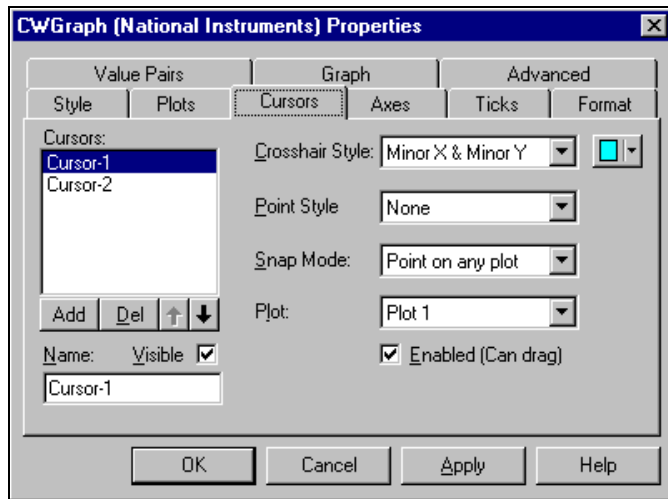 CWGraph (National Instruments) Properties
Value Pairs Graph Advanced
Style Plots Cursors Axes Ticks Format
Cursors:
Cursor-1
Cursor-2
Add Del
Name: Visible
Cursor-1
Crosshair Style: Minor X & Minor Y
Point Style None
Snap Mode: Point on any plot
Plot: Plot 1
Enabled (Can drag)
OK Cancel Apply Help